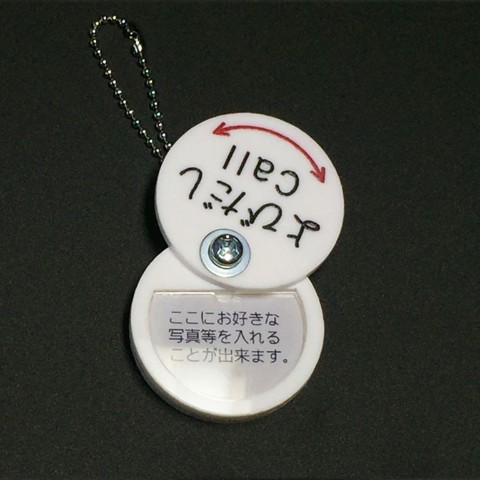 よびだし
Call
ここにお好きな
写真等を入れる
ことが出来ます。